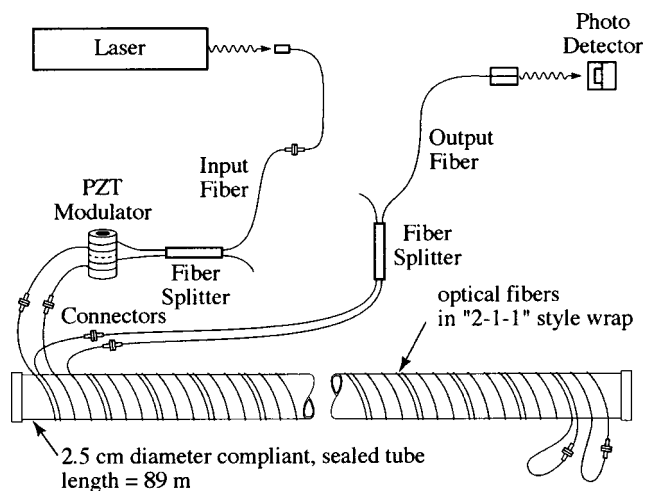 Laser
Photo
Detector
Input
Fiber
Output
Fiber
PZT
Modulator
Fiber
Splitter
Fiber
Splitter
Connectors
optical fibers
in "2-1-1" style wrap
2.5 cm diameter compliant, sealed tube
length = 89 m